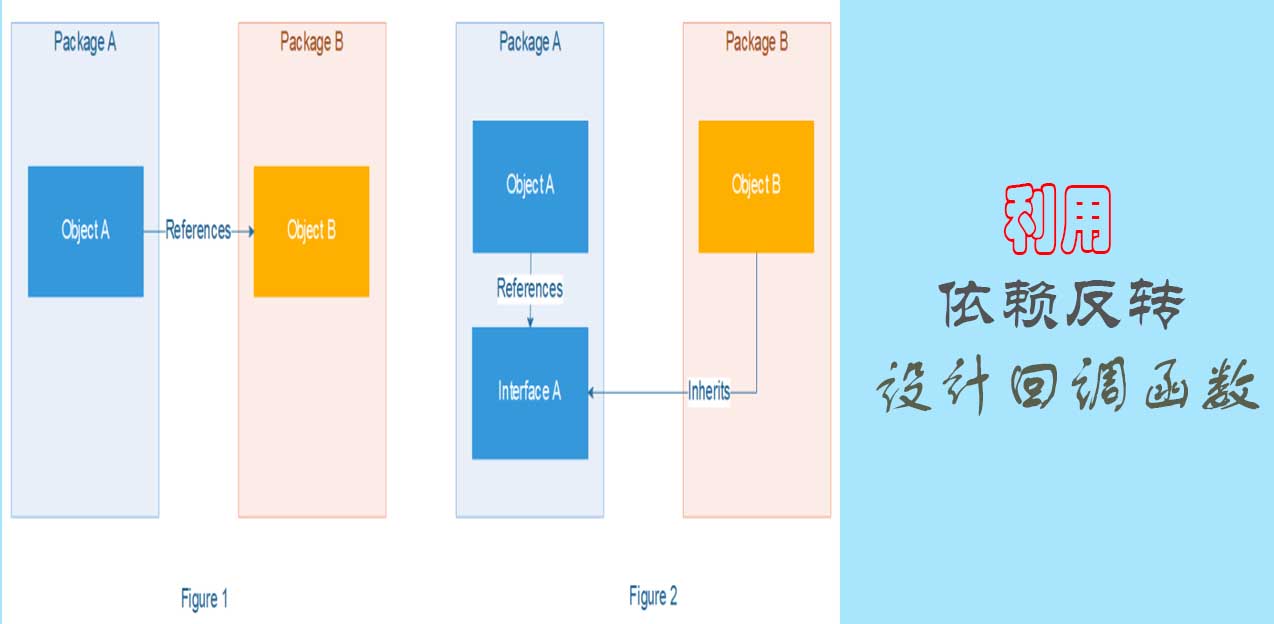 Package A
Package B
Object A
References
Object B
Figure 1
Package A
Package B
Object A
Object B
References
Interface A
Inherits
Figure 2
利用
依赖反转
设计回调函数